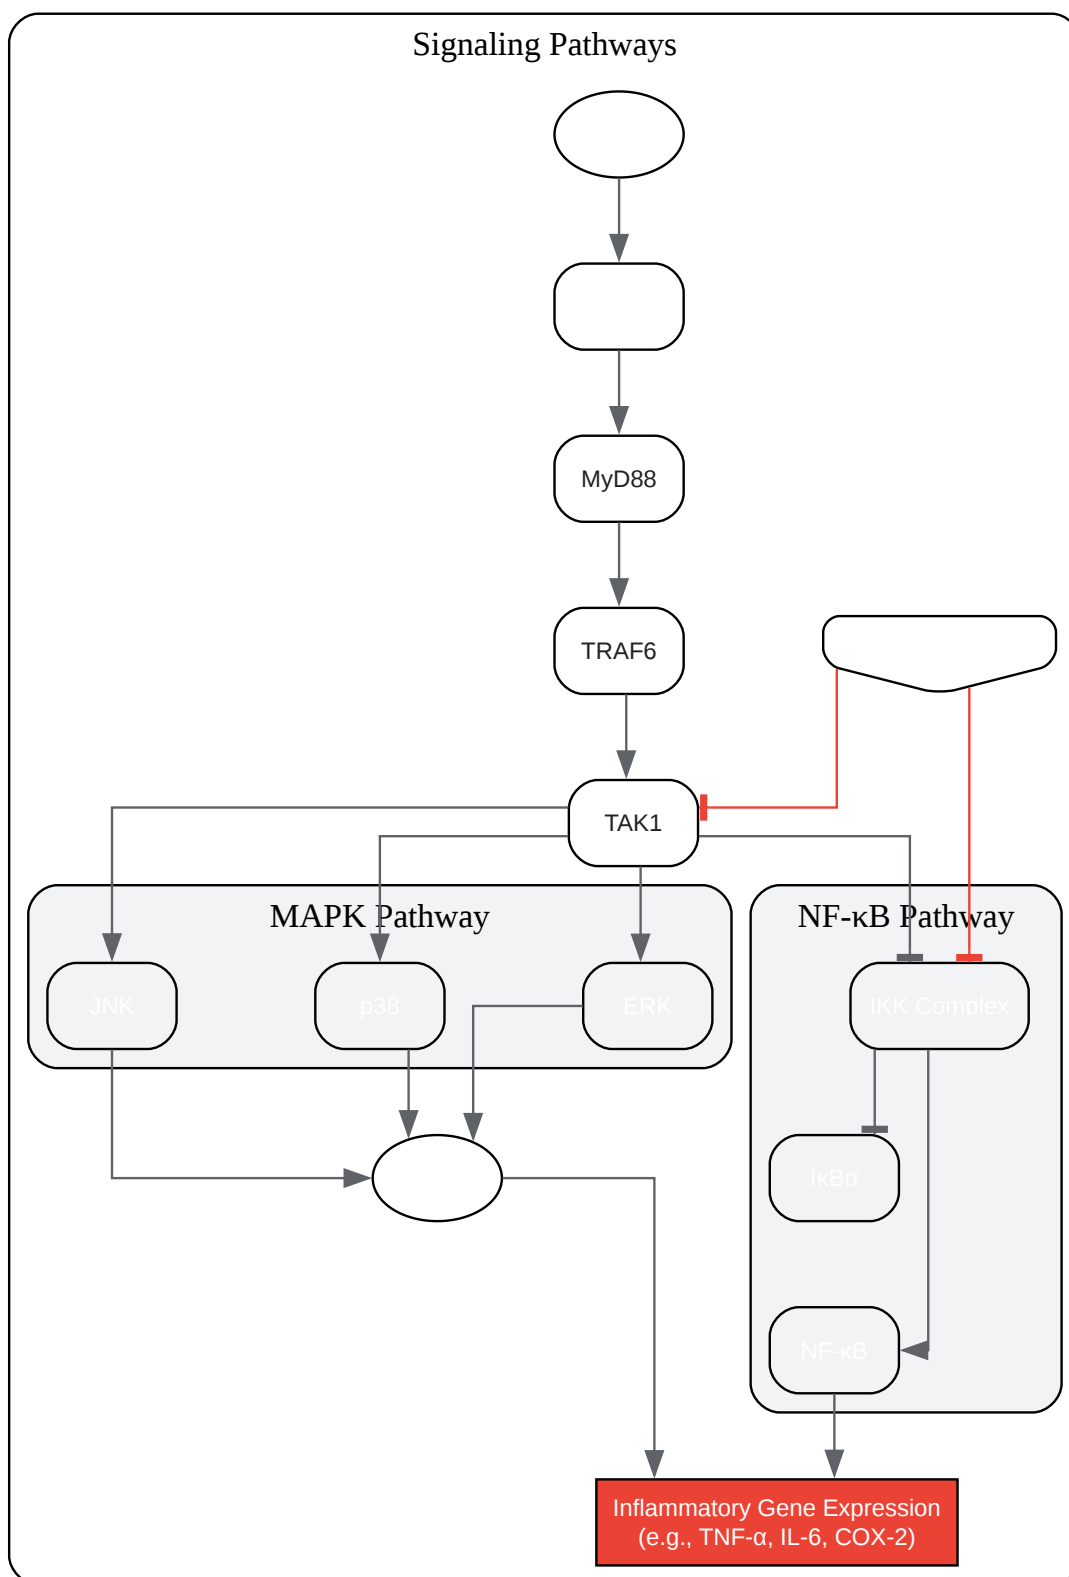 Signaling Pathways
MyD88
TRAF6
TAK1
MAPK Pathway
NF-κB Pathway
JNK
p38
ERK
IKK Complex
IκBα
NF-κB
Inflammatory Gene Expression
(e.g., TNF-α, IL-6, COX-2)